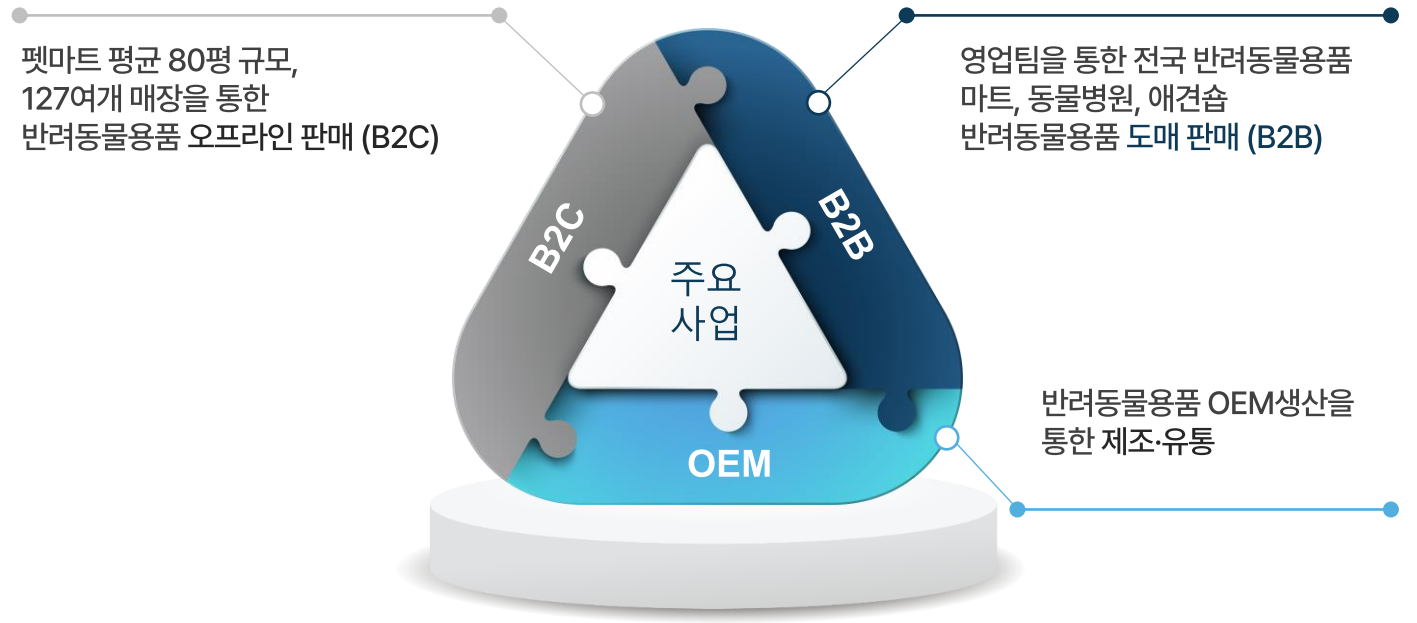 펫마트 평균 80평 규모,
127여개 매장을 통한
반려동물용품 오프라인 판매 (B2C)
영업팀을 통한 전국 반려동물용품
마트, 동물병원, 애견숍
반려동물용품 도매 판매 (B2B)
B2C
B2B
주요
사업
OEM
반려동물용품 OEM생산을
통한 제조·유통